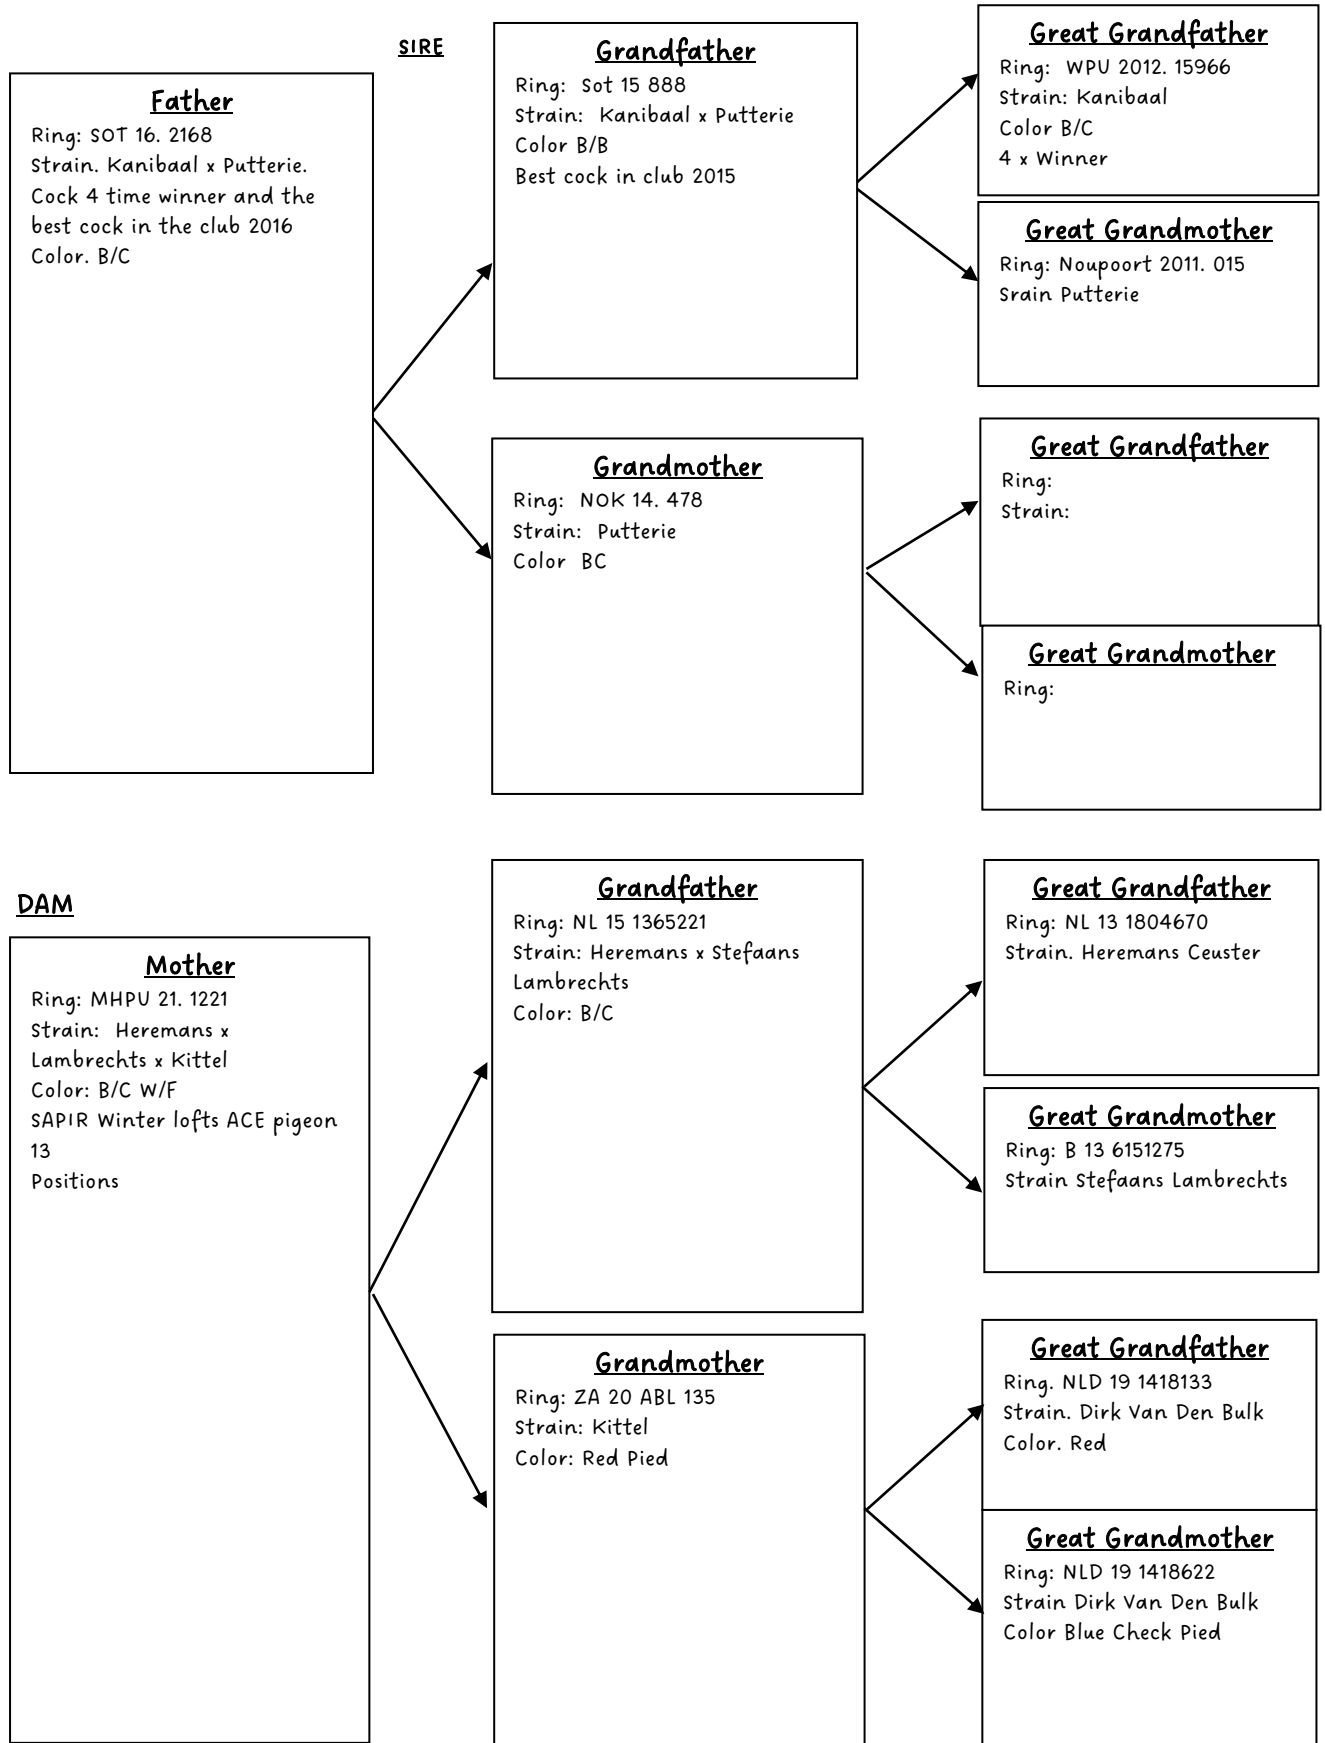 SIRE
Father
Ring: SOT 16. 2168
Strain. Kanibaal x Putterie.
Cock 4 time winner and the
best cock in the club 2016
Color. B/C
Grandfather
Ring: Sot 15 888
Strain: Kanibaal x Putterie
Color B/B
Best cock in club 2015
Great Grandfather
Ring: WPU 2012. 15966
Strain: Kanibaal
Color B/C
4 x Winner
Great Grandmother
Ring: Noupoort 2011. 015
Srain Putterie
Grandmother
Ring: NOK 14. 478
Strain: Putterie
Color BC
Great Grandfather
Ring:
Strain:
Great Grandmother
Ring:
DAM
Mother
Ring: MHPU 21. 1221
Strain: Heremans x
Lambrechts x Kittel
Color: B/C W/F
SAPIR Winter lofts ACE pigeon
13
Positions
Grandfather
Ring: NL 15 1365221
Strain: Heremans x Stefaans
Lambrechts
Color: B/C
Great Grandfather
Ring: NL 13 1804670
Strain. Heremans Ceuster
Great Grandmother
Ring: B 13 6151275
Strain Stefaans Lambrechts
Grandmother
Ring: ZA 20 ABL 135
Strain: Kittel
Color: Red Pied
Great Grandfather
Ring. NLD 19 1418133
Strain. Dirk Van Den Bulk
Color. Red
Great Grandmother
Ring: NLD 19 1418622
Strain Dirk Van Den Bulk
Color Blue Check Pied